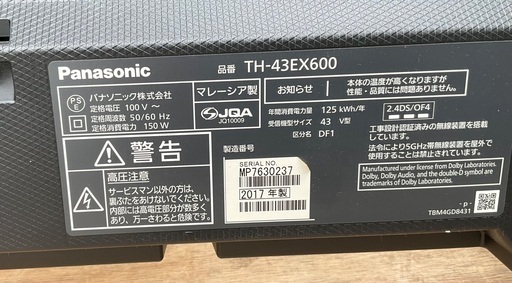 Panasonic
品番 TH-43EX600
PS
E
パナソニック株式会社
定格電圧 100 V～
定格周波数 50/60 Hz
定格消費電力 150 W
マレーシア製
JQA
JQ10009
お知らせ
本体の温度が高くなりますが、
性能・品質には問題ありません。
年間消費電力量 125 kWh/年
受信機型サイズ 43 V型
区分名 DF1
2.4DS/OF4
工事設計認証済みの無線装置を搭載
しています。
法令により5GHz帯無線装置を屋外で
使用することは禁止されています。
Manufactured under license from Dolby Laboratories.
Dolby, Dolby Audio, and the double-D symbol are
trademarks of Dolby Laboratories.
警告
高圧注意
サービスマン以外の方は、
裏ぶたをあけないでください。
内部には高電圧部分が数多く
あり、万一さわると危険です。
製造番号
SERIAL NO.
MP7630237
2017年製
- p -
TBM4GD8431